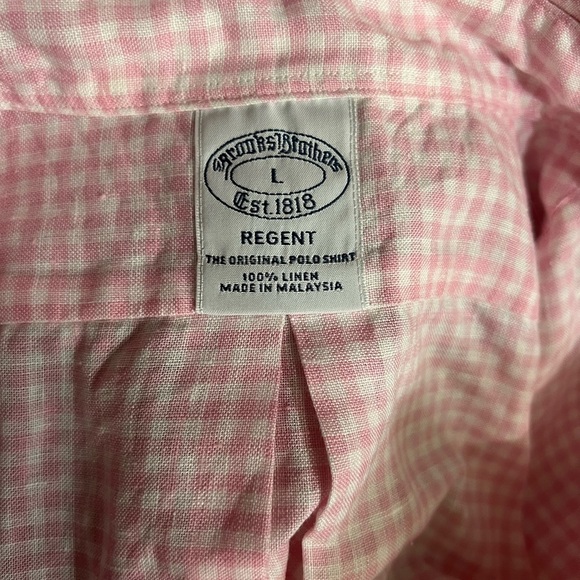 Brooks Brothers
L
Est. 1818
REGENT
THE ORIGINAL POLO SHIRT
100% LINEN
MADE IN MALAYSIA